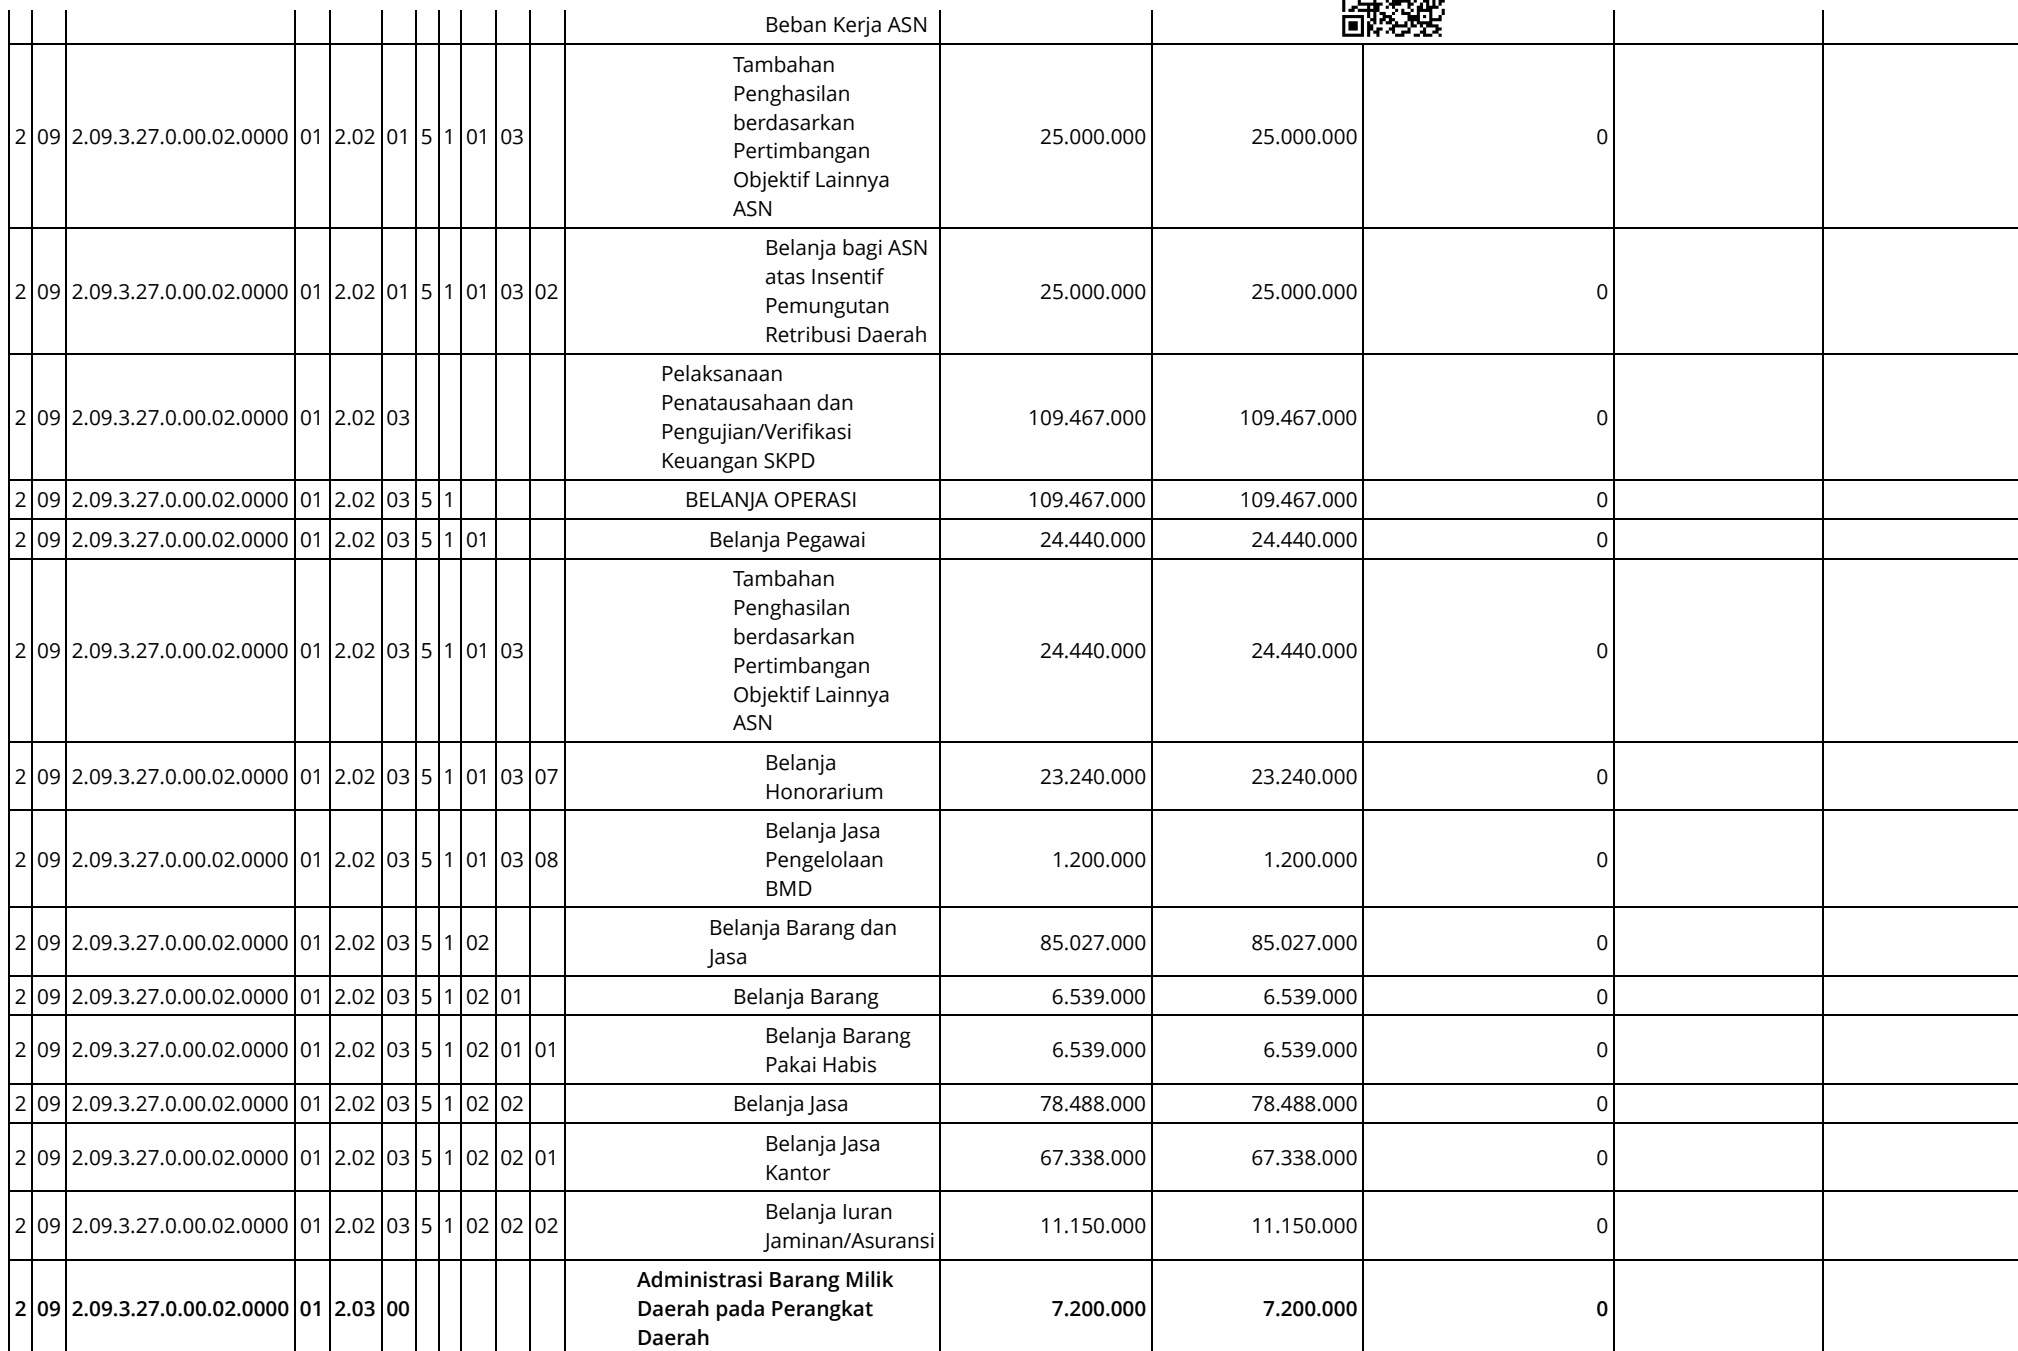 Beban Kerja ASN
2 09 2.09.3.27.0.00.02.0000 01 2.02 01 5 1 01 03 Tambahan
Penghasilan
berdasarkan
Pertimbangan
Objektif Lainnya
ASN 25.000.000 25.000.000 0
2 09 2.09.3.27.0.00.02.0000 01 2.02 01 5 1 01 03 02 Belanja bagi ASN
atas Insentif
Pemungutan
Retribusi Daerah 25.000.000 25.000.000 0
2 09 2.09.3.27.0.00.02.0000 01 2.02 03 Pelaksanaan
Penatausahaan dan
Pengujian/Verifikasi
Keuangan SKPD 109.467.000 109.467.000 0
2 09 2.09.3.27.0.00.02.0000 01 2.02 03 5 1 BELANJA OPERASI 109.467.000 109.467.000 0
2 09 2.09.3.27.0.00.02.0000 01 2.02 03 5 1 01 Belanja Pegawai 24.440.000 24.440.000 0
2 09 2.09.3.27.0.00.02.0000 01 2.02 03 5 1 01 03 Tambahan
Penghasilan
berdasarkan
Pertimbangan
Objektif Lainnya
ASN 24.440.000 24.440.000 0
2 09 2.09.3.27.0.00.02.0000 01 2.02 03 5 1 01 03 07 Belanja
Honorarium 23.240.000 23.240.000 0
2 09 2.09.3.27.0.00.02.0000 01 2.02 03 5 1 01 03 08 Belanja Jasa
Pengelolaan
BMD 1.200.000 1.200.000 0
2 09 2.09.3.27.0.00.02.0000 01 2.02 03 5 1 02 Belanja Barang dan
Jasa 85.027.000 85.027.000 0
2 09 2.09.3.27.0.00.02.0000 01 2.02 03 5 1 02 01 Belanja Barang 6.539.000 6.539.000 0
2 09 2.09.3.27.0.00.02.0000 01 2.02 03 5 1 02 01 01 Belanja Barang
Pakai Habis 6.539.000 6.539.000 0
2 09 2.09.3.27.0.00.02.0000 01 2.02 03 5 1 02 02 Belanja Jasa 78.488.000 78.488.000 0
2 09 2.09.3.27.0.00.02.0000 01 2.02 03 5 1 02 02 01 Belanja Jasa
Kantor 67.338.000 67.338.000 0
2 09 2.09.3.27.0.00.02.0000 01 2.02 03 5 1 02 02 02 Belanja Iuran
Jaminan/Asuransi 11.150.000 11.150.000 0
2 09 2.09.3.27.0.00.02.0000 01 2.03 00 Administrasi Barang Milik
Daerah pada Perangkat
Daerah 7.200.000 7.200.000 0